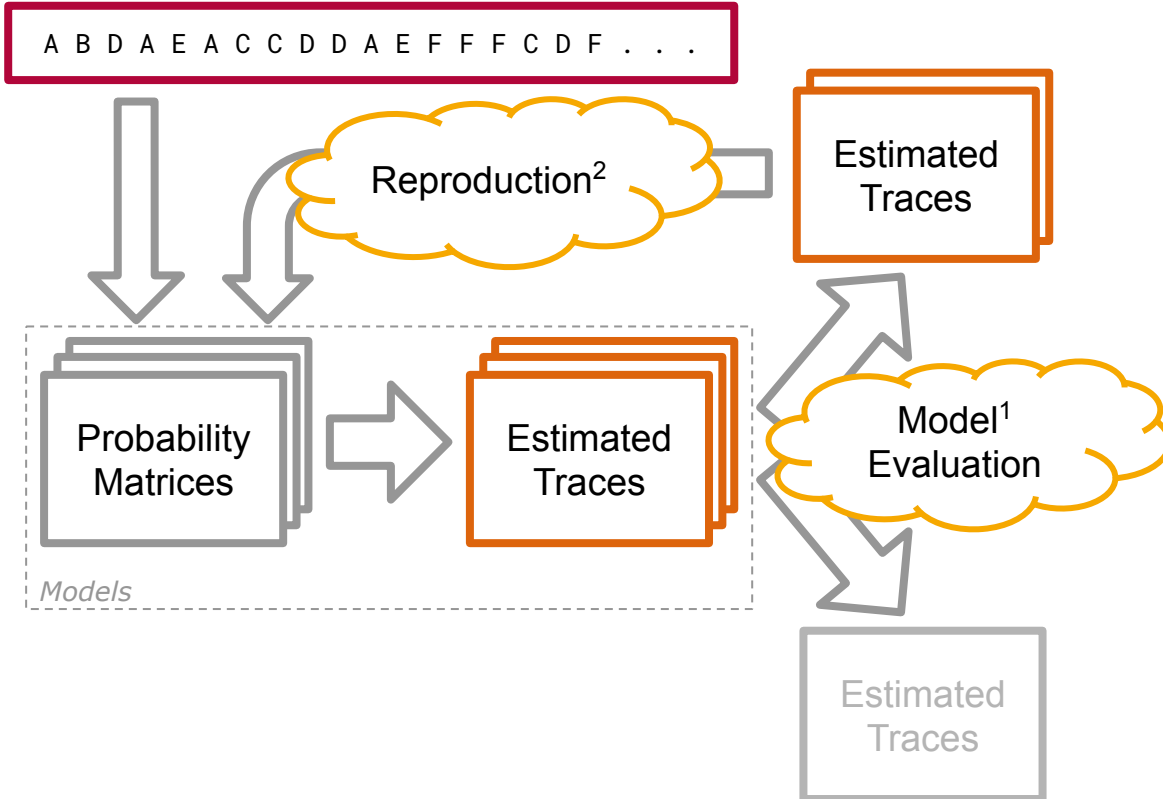 A B D A E A C C D D A E F F F C D F . . .
Reproduction²
Estimated
Traces
Probability
Matrices
Estimated
Traces
Model¹
Evaluation
Models
Estimated
Traces